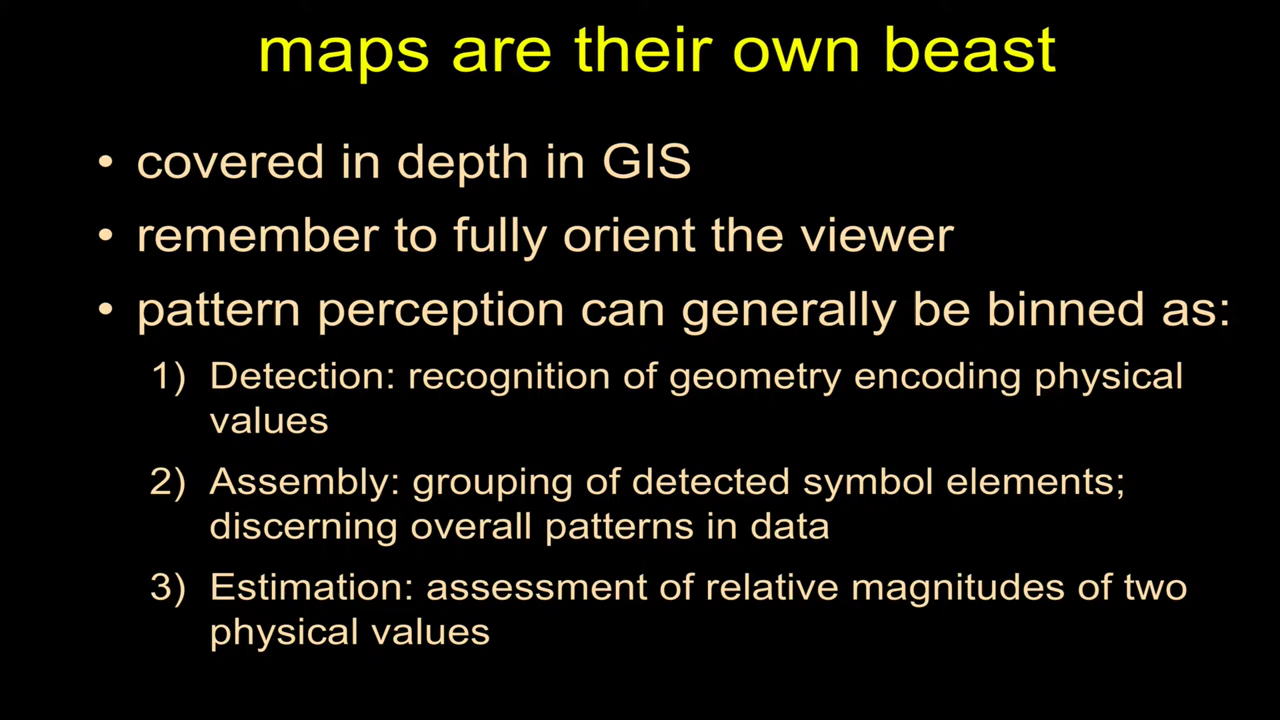 maps are their own beast
• covered in depth in GIS
• remember to fully orient the viewer
• pattern perception can generally be binned as:
1) Detection: recognition of geometry encoding physical
values
2) Assembly: grouping of detected symbol elements;
discerning overall patterns in data
3) Estimation: assessment of relative magnitudes of two
physical values